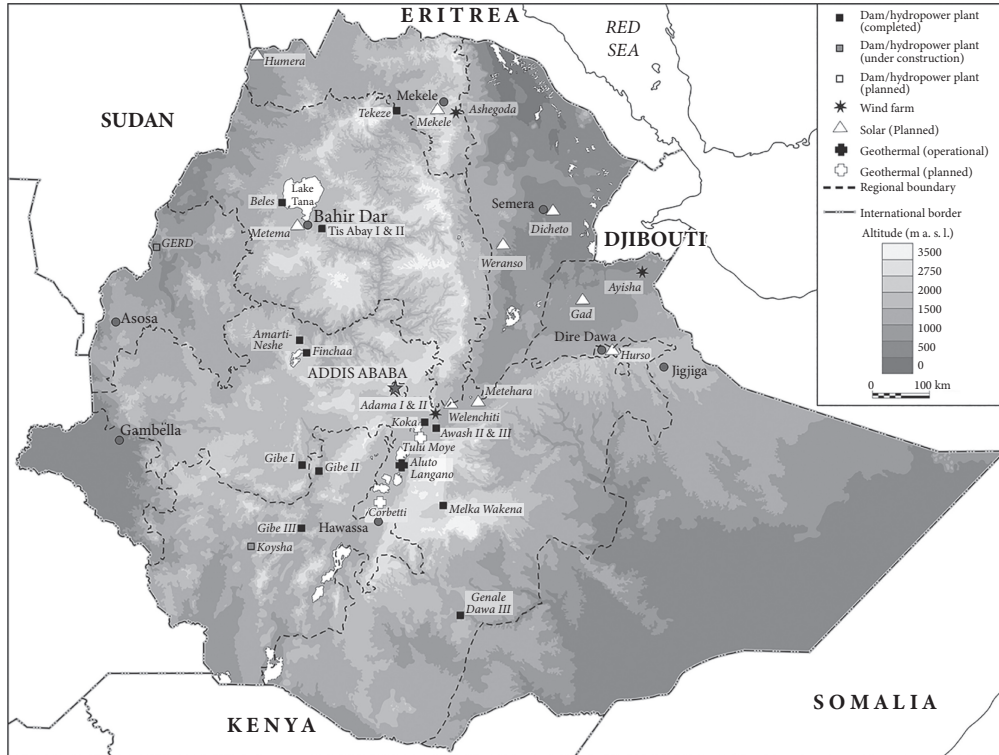 ERITREA
RED
SEA
SUDAN
DJIBOUTI
SOMALIA
KENYA
Humera
Mekele
Tekeze
Mekele
Ashegoda
Lake
Tana
Beles
Bahir Dar
Metema
Tis Abay I & II
GERD
Semera
Dicheto
Weranso
Ayisha
Gad
Dire Dawa
Hurso
Jigjiga
Asosa
Amarti-
Neshe
Finchaa
ADDIS ABABA
Metehara
Adama I & II
Welenchiti
Koka
Awash II & III
Tulu Moye
Gambella
Gibe I
Gibe II
Aluto
Langano
Corbetti
Melka Wakena
Gibe III
Hawassa
Koysha
Genale
Dawa III
Dam/hydropower plant
(completed)
Dam/hydropower plant
(under construction)
Dam/hydropower plant
(planned)
Wind farm
Solar (Planned)
Geothermal (operational)
Geothermal (planned)
Regional boundary
International border
Altitude (m a. s. l.)
3500
2750
2000
1500
1000
500
0
0 100 km